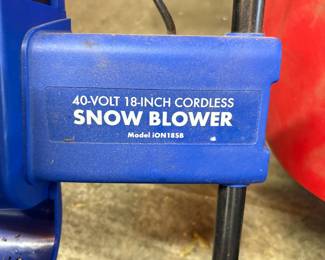 40-VOLT 18-INCH CORDLESS
SNOW BLOWER
Model iON18SB